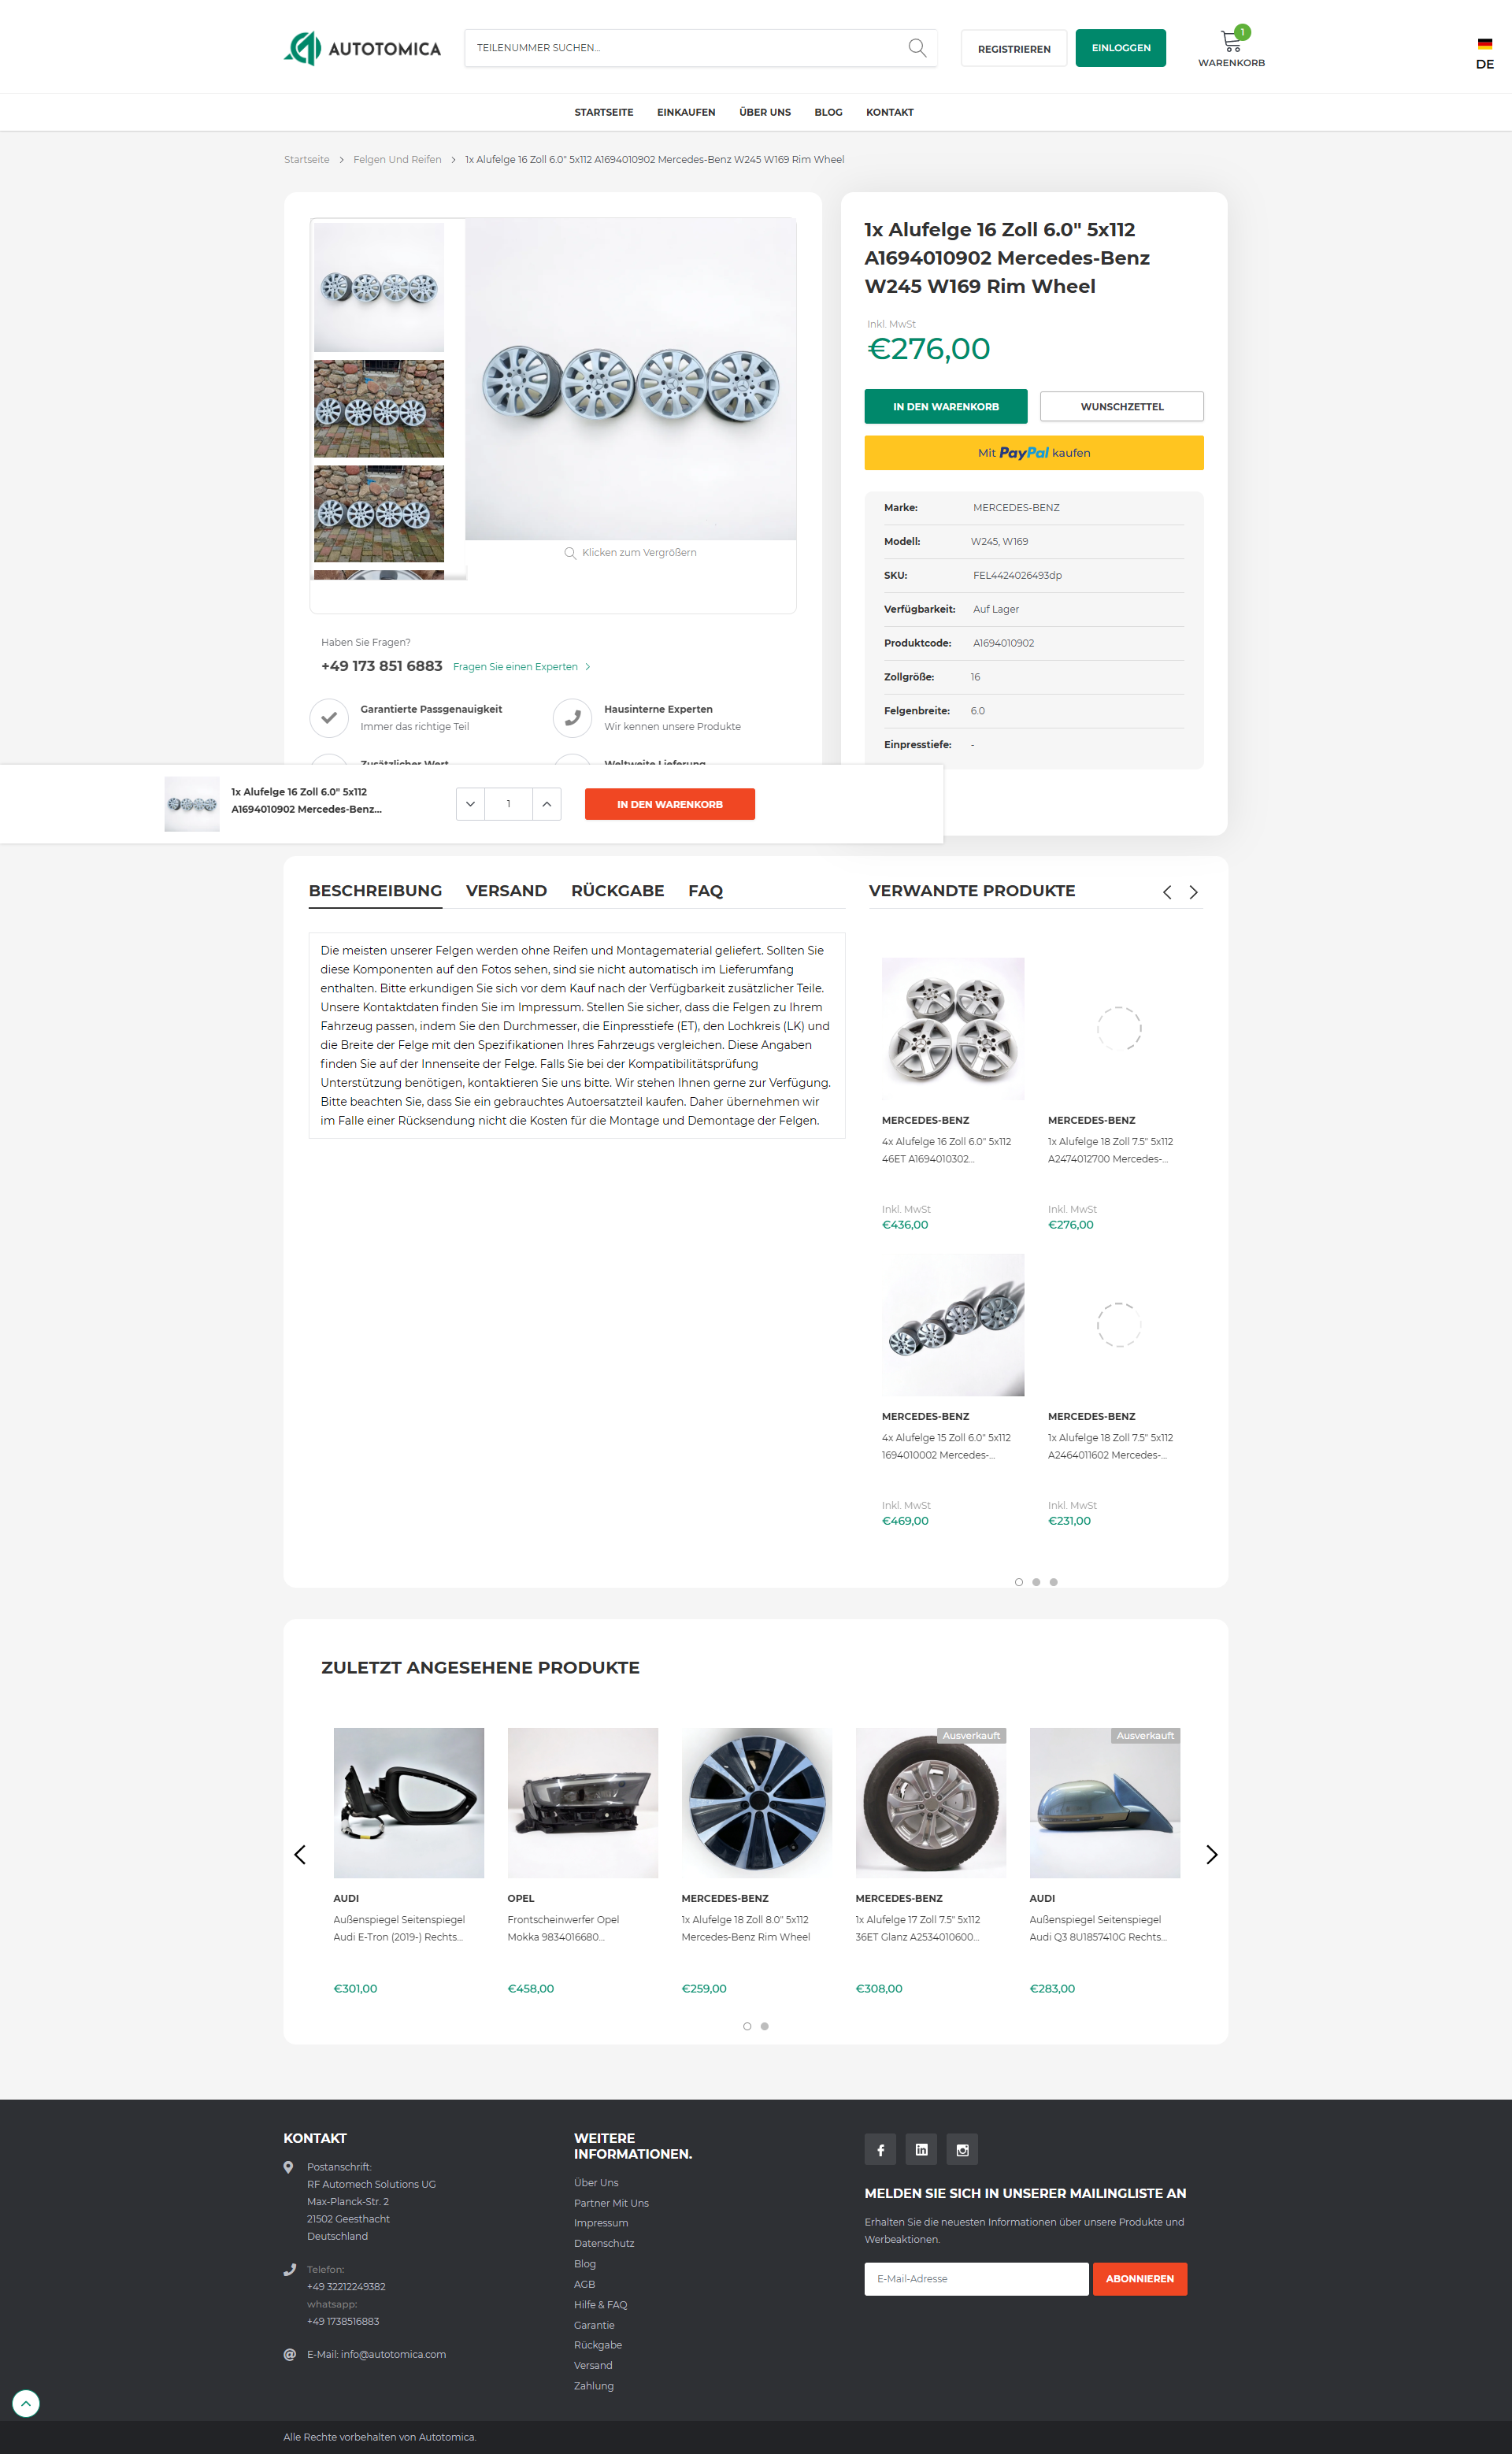 AUTOTOMICA
TEILENUMMER SUCHEN...
REGISTRIEREN
EINLOGGEN
1
WARENKORB
DE
STARTSEITE
EINKAUFEN
ÜBER UNS
BLOG
KONTAKT
Startseite
Felgen Und Reifen
1x Alufelge 16 Zoll 6.0" 5x112 A1694010902 Mercedes-Benz W245 W169 Rim Wheel
Klicken zum Vergrößern
Haben Sie Fragen?
+49 173 851 6883 Fragen Sie einen Experten
Garantierte Passgenauigkeit
Immer das richtige Teil
Hausinterne Experten
Wir kennen unsere Produkte
Zusätzlicher Wert
Weltweite Lieferung
1x Alufelge 16 Zoll 6.0" 5x112
A1694010902 Mercedes-Benz
W245 W169 Rim Wheel
Inkl. MwSt
€276,00
IN DEN WARENKORB
WUNSCHZETTEL
Mit PayPal kaufen
Marke: MERCEDES-BENZ
Modell: W245, W169
SKU: FEL4424026493dp
Verfügbarkeit: Auf Lager
Produktcode: A1694010902
Zollgröße: 16
Felgenbreite: 6.0
Einpresstiefe: -
1x Alufelge 16 Zoll 6.0" 5x112
A1694010902 Mercedes-Benz...
1
IN DEN WARENKORB
BESCHREIBUNG
VERSAND
RÜCKGABE
FAQ
Die meisten unserer Felgen werden ohne Reifen und Montagematerial geliefert. Sollten Sie
diese Komponenten auf den Fotos sehen, sind sie nicht automatisch im Lieferumfang
enthalten. Bitte erkundigen Sie sich vor dem Kauf nach der Verfügbarkeit zusätzlicher Teile.
Unsere Kontaktdaten finden Sie im Impressum. Stellen Sie sicher, dass die Felgen zu Ihrem
Fahrzeug passen, indem Sie den Durchmesser, die Einpresstiefe (ET), den Lochkreis (LK) und
die Breite der Felge mit den Spezifikationen Ihres Fahrzeugs vergleichen. Diese Angaben
finden Sie auf der Innenseite der Felge. Falls Sie bei der Kompatibilitätsprüfung
Unterstützung benötigen, kontaktieren Sie uns bitte. Wir stehen Ihnen gerne zur Verfügung.
Bitte beachten Sie, dass Sie ein gebrauchtes Autoersatzteil kaufen. Daher übernehmen wir
im Falle einer Rücksendung nicht die Kosten für die Montage und Demontage der Felgen.
VERWANDTE PRODUKTE
MERCEDES-BENZ
4x Alufelge 16 Zoll 6.0" 5x112
46ET A1694010302...
Inkl. MwSt
€436,00
MERCEDES-BENZ
1x Alufelge 18 Zoll 7.5" 5x112
A2474012700 Mercedes-...
Inkl. MwSt
€276,00
MERCEDES-BENZ
4x Alufelge 15 Zoll 6.0" 5x112
1694010002 Mercedes-...
Inkl. MwSt
€469,00
MERCEDES-BENZ
1x Alufelge 18 Zoll 7.5" 5x112
A2464011602 Mercedes-...
Inkl. MwSt
€231,00
ZULETZT ANGESEHENE PRODUKTE
AUDI
Außenspiegel Seitenspiegel
Audi E-Tron (2019-) Rechts...
€301,00
OPEL
Frontscheinwerfer Opel
Mokka 9834016680...
€458,00
MERCEDES-BENZ
1x Alufelge 18 Zoll 8.0" 5x112
Mercedes-Benz Rim Wheel
€259,00
Ausverkauft
MERCEDES-BENZ
1x Alufelge 17 Zoll 7.5" 5x112
36ET Glanz A2534010600...
€308,00
Ausverkauft
AUDI
Außenspiegel Seitenspiegel
Audi Q3 8U1857410G Rechts...
€283,00
KONTAKT
Postanschrift:
RF Automech Solutions UG
Max-Planck-Str. 2
21502 Geesthacht
Deutschland
Telefon:
+49 32212249382
whatsapp:
+49 1738516883
E-Mail: info@autotomica.com
WEITERE
INFORMATIONEN.
Über Uns
Partner Mit Uns
Impressum
Datenschutz
Blog
AGB
Hilfe & FAQ
Garantie
Rückgabe
Versand
Zahlung
MELDEN SIE SICH IN UNSERER MAILINGLISTE AN
Erhalten Sie die neuesten Informationen über unsere Produkte und
Werbeaktionen.
E-Mail-Adresse
ABONNIEREN
Alle Rechte vorbehalten von Autotomica.